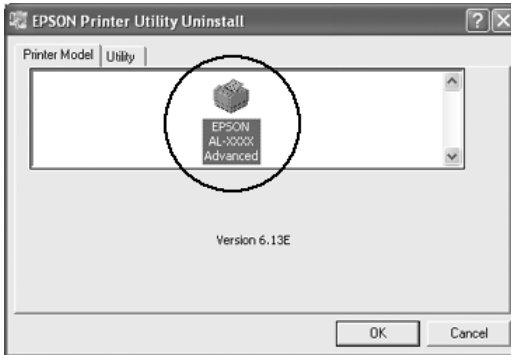 EPSON Printer Utility Uninstall
Printer Model
Utility
EPSON
AL-XXXX
Advanced
Version 6.13E
OK
Cancel